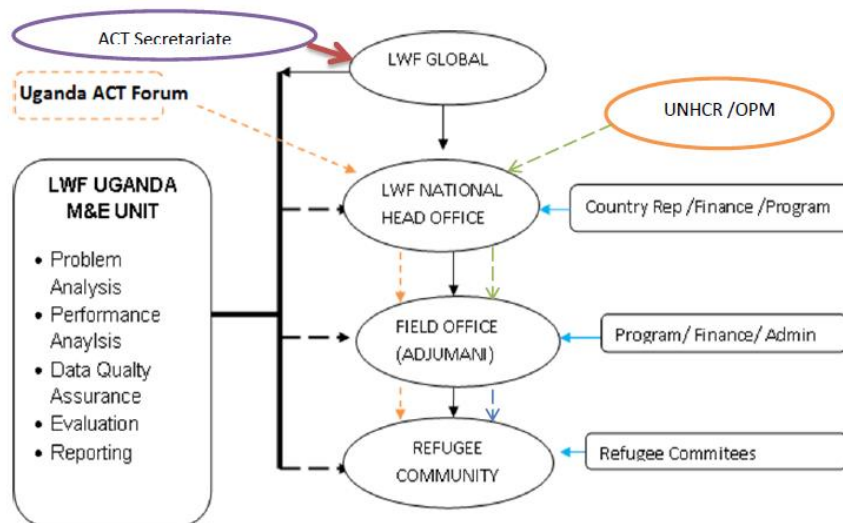 ACT Secretariate
LWF GLOBAL
Uganda ACT Forum
UNHCR /OPM
LWF UGANDA
M&E UNIT
• Problem
Analysis
• Performance
Anaylsis
• Data Qualty
Assurance
• Evaluation
• Reporting
LWF NATIONAL
HEAD OFFICE
Country Rep /Finance /Program
FIELD OFFICE
(ADJUMANI)
Program/ Finance/ Admin
REFUGEE
COMMUNITY
Refugee Commitees